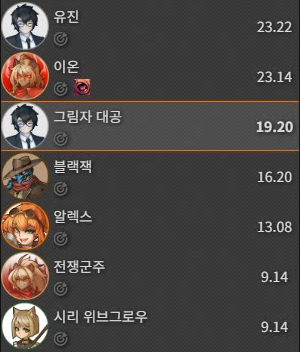 유진
23.22
이온
23.14
그림자 대공
19.20
블랙잭
16.20
알렉스
13.08
전쟁군주
9.14
시리 위브그로우
9.14